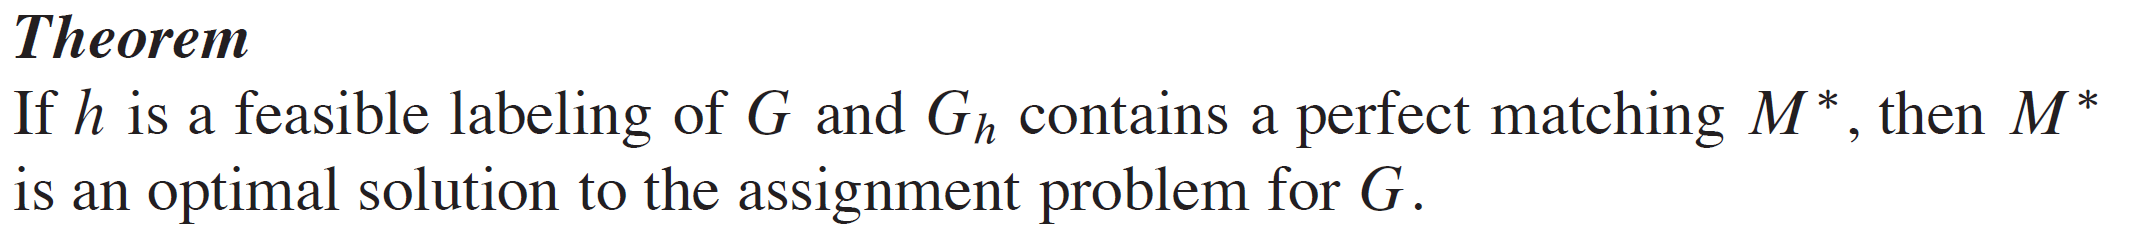 Theorem
If h is a feasible labeling of G and G_h contains a perfect matching M*, then M*
is an optimal solution to the assignment problem for G.